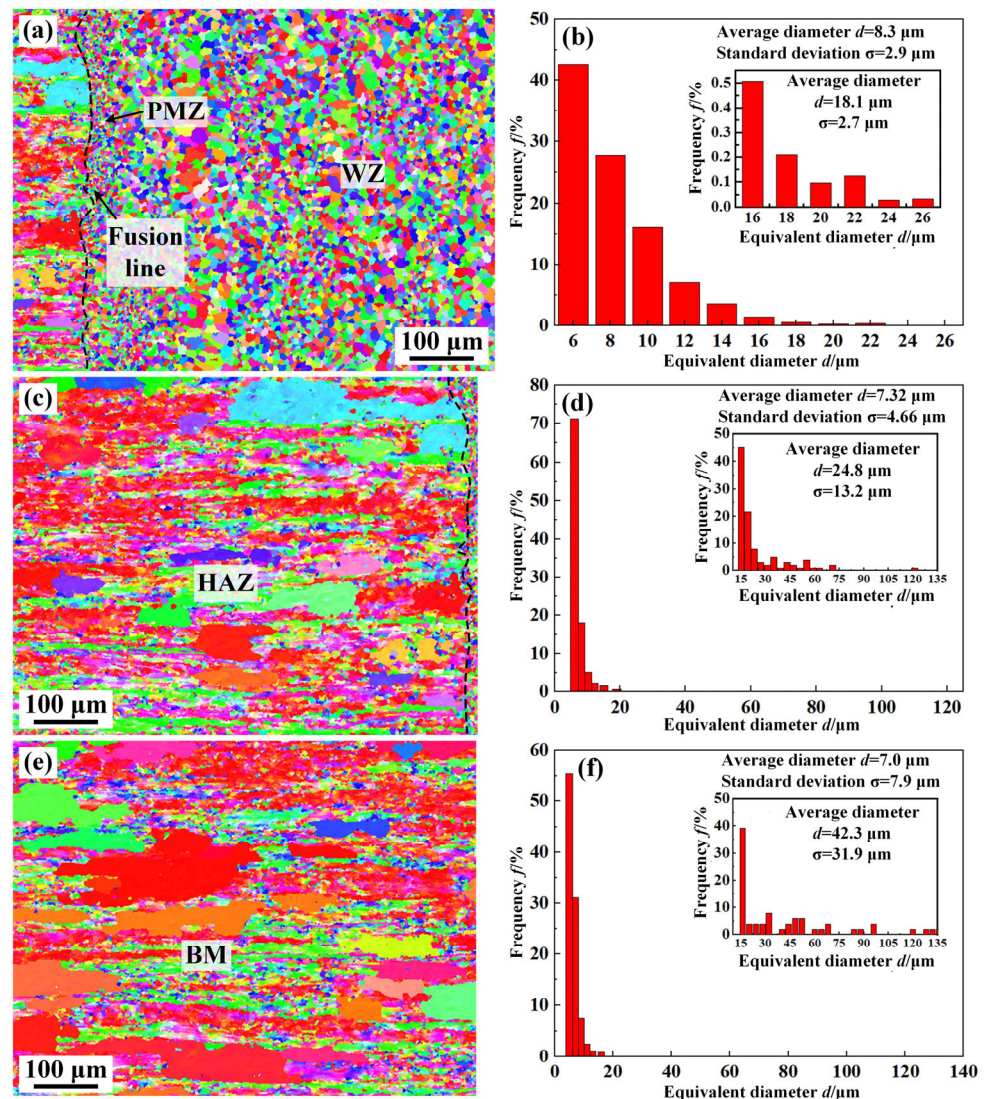 (a)
PMZ
WZ
Fusion
line
100 μm
(b)
Average diameter d=8.3 μm
Standard deviation σ=2.9 μm
Frequency f/%
50
40
30
20
10
0
6 8 10 12 14 16 18 20 22 24 26
Equivalent diameter d/μm
Average diameter
d=18.1 μm
σ=2.7 μm
Frequency f/%
0.5
0.4
0.3
0.2
0.1
0.0
16 18 20 22 24 26
Equivalent diameter d/μm
(c)
HAZ
100 μm
(d)
Average diameter d=7.32 μm
Standard deviation σ=4.66 μm
Frequency f/%
80
70
60
50
40
30
20
10
0
0 20 40 60 80 100 120
Equivalent diameter d/μm
Average diameter
d=24.8 μm
σ=13.2 μm
Frequency f/%
50
40
30
20
10
0
15 30 45 60 75 90 105 120 135
Equivalent diameter d/μm
(e)
BM
100 μm
(f)
Average diameter d=7.0 μm
Standard deviation σ=7.9 μm
Frequency f/%
60
50
40
30
20
10
0
0 20 40 60 80 100 120 140
Equivalent diameter d/μm
Average diameter
d=42.3 μm
σ=31.9 μm
Frequency f/%
50
40
30
20
10
0
15 30 45 60 75 90 105 120 135
Equivalent diameter d/μm